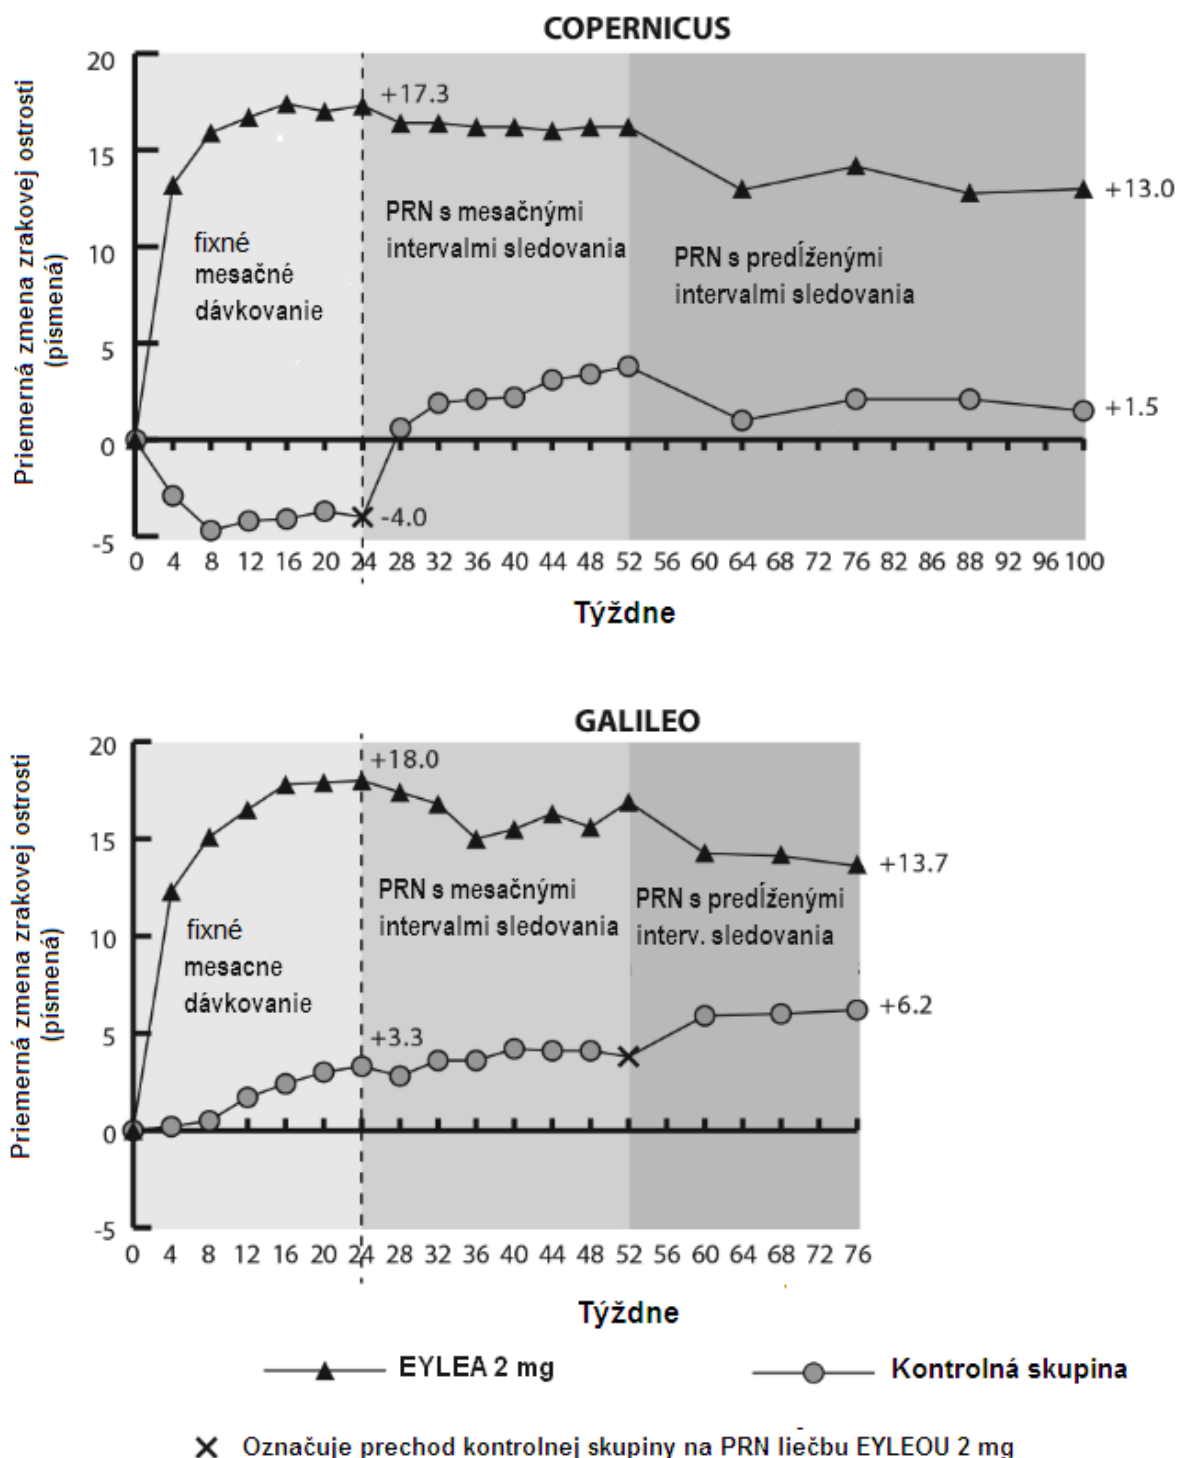 COPERNICUS
Priemerná zmena zrakovej ostrosti
(písmená)
20
15
10
5
0
-5
+17.3
-4.0
+13.0
+1.5
fixné
mesačné
dávkovanie
PRN s mesačnými
intervalmi sledovania
PRN s predĺženými
intervalmi sledovania
0 4 8 12 16 20 24 28 32 36 40 44 48 52 56 60 64 68 72 76 82 86 88 92 96 100
Týždne
GALILEO
Priemerná zmena zrakovej ostrosti
(písmená)
20
15
10
5
0
-5
+18.0
+3.3
+13.7
+6.2
fixné
mesacne
dávkovanie
PRN s mesačnými
intervalmi sledovania
PRN s predĺženými
interv. sledovania
0 4 8 12 16 20 24 28 32 36 40 44 48 52 56 60 64 68 72 76
Týždne
EYLEA 2 mg
Kontrolná skupina
Označuje prechod kontrolnej skupiny na PRN liečbu EYLEOU 2 mg